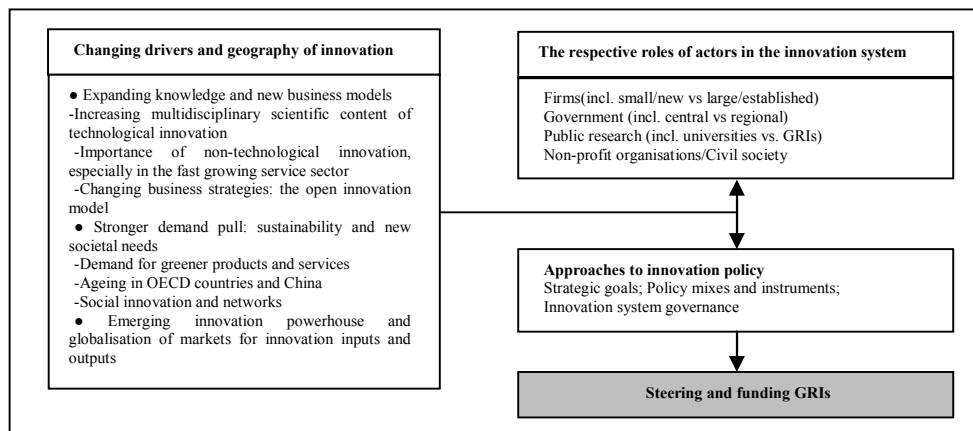 Changing drivers and geography of innovation
● Expanding knowledge and new business models
-Increasing multidisciplinary scientific content of
technological innovation
-Importance of non-technological innovation,
especially in the fast growing service sector
-Changing business strategies: the open innovation
model
● Stronger demand pull: sustainability and new
societal needs
-Demand for greener products and services
-Ageing in OECD countries and China
-Social innovation and networks
● Emerging innovation powerhouse and
globalisation of markets for innovation inputs and
outputs
The respective roles of actors in the innovation system
Firms(incl. small/new vs large/established)
Government (incl. central vs regional)
Public research (incl. universities vs. GRIs)
Non-profit organisations/Civil society
Approaches to innovation policy
Strategic goals; Policy mixes and instruments;
Innovation system governance
Steering and funding GRIs